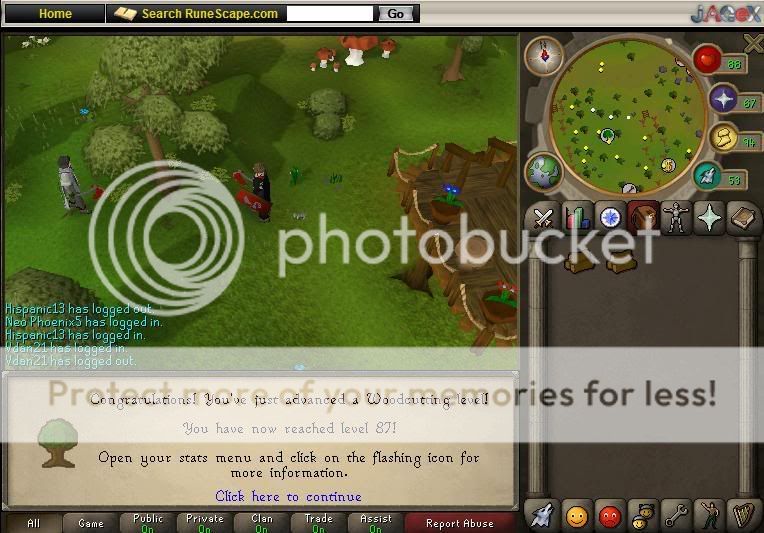 Home
Search RuneScape.com
Go
JAGeX
88
67
94
53
photobucket
Hispanic13 has logged out.
Neo Phoenix5 has logged in.
Hispanic13 has logged in.
Vdan21 has logged in.
Vdan21 has logged out.
Protect more of your memories for less!
Congratulations! You've just advanced a Woodcutting level!
You have now reached level 87!
Open your stats menu and click on the flashing icon for
more information.
Click here to continue
All
Game
Public
On
Private
On
Clan
On
Trade
On
Assist
On
Report Abuse